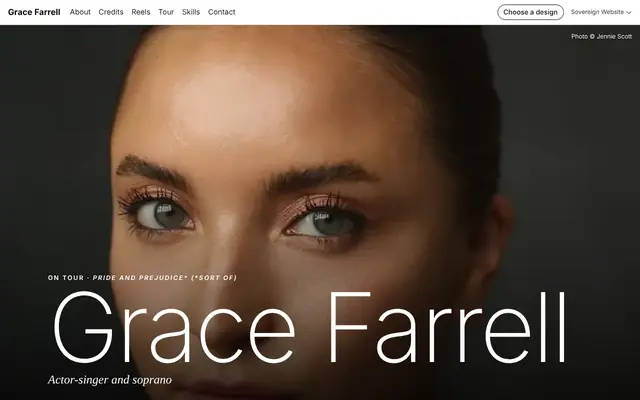 Grace Farrell About Credits Reels Tour Skills Contact Choose a design Sovereign Website
Photo © Jennie Scott
ON TOUR · PRIDE AND PREJUDICE* (*SORT OF)
Grace Farrell
Actor-singer and soprano